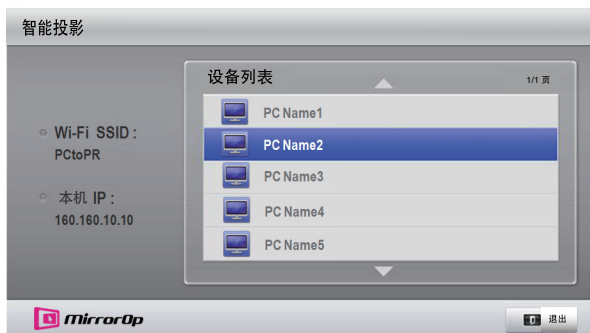 智能投影
设备列表
1/1 页
PC Name1
PC Name2
PC Name3
PC Name4
PC Name5
Wi-Fi SSID :
PCtoPR
本机 IP :
160.160.10.10
MirrorOp
退出